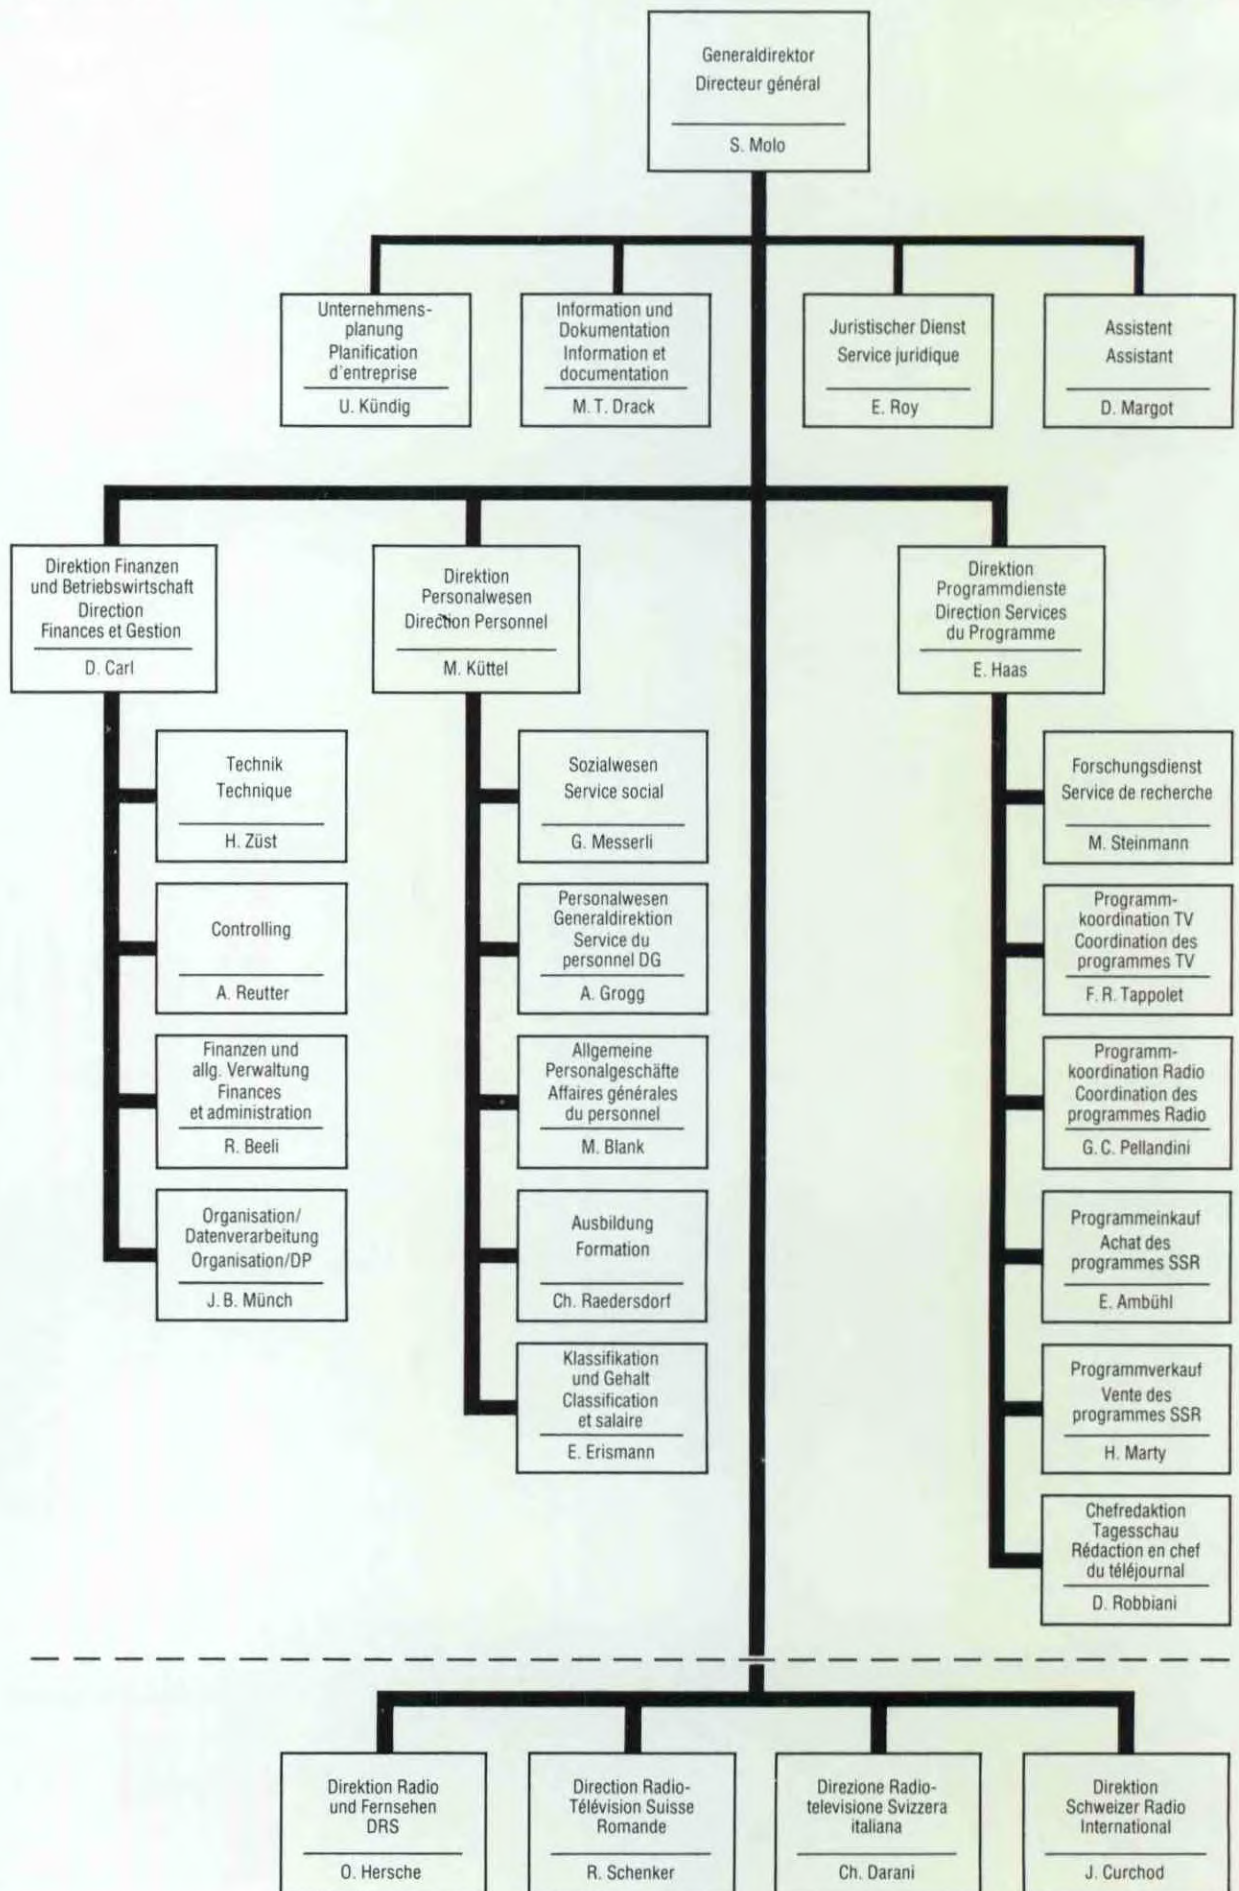 Generaldirektor
Directeur général
S. Molo
Unternehmens-
planung
Planification
d'entreprise
U. Kündig
Information und
Dokumentation
Information et
documentation
M. T. Drack
Juristischer Dienst
Service juridique
E. Roy
Assistent
Assistant
D. Margot
Direktion Finanzen
und Betriebswirtschaft
Direction
Finances et Gestion
D. Carl
Direktion
Personalwesen
Direction Personnel
M. Küttel
Direktion
Programmdienste
Direction Services
du Programme
E. Haas
Technik
Technique
H. Züst
Controlling
A. Reutter
Finanzen und
allg. Verwaltung
Finances
et administration
R. Beeli
Organisation/
Datenverarbeitung
Organisation/DP
J. B. Münch
Sozialwesen
Service social
G. Messerli
Personalwesen
Generaldirektion
Service du
personnel DG
A. Grogg
Allgemeine
Personalgeschäfte
Affaires générales
du personnel
M. Blank
Ausbildung
Formation
Ch. Raedersdorf
Klassifikation
und Gehalt
Classification
et salaire
E. Erismann
Forschungsdienst
Service de recherche
M. Steinmann
Programm-
koordination TV
Coordination des
programmes TV
F. R. Tappolet
Programm-
koordination Radio
Coordination des
programmes Radio
G. C. Pellandini
Programmeinkauf
Achat des
programmes SSR
E. Ambühl
Programmverkauf
Vente des
programmes SSR
H. Marty
Chefredaktion
Tagesschau
Rédaction en chef
du téléjournal
D. Robbiani
Direktion Radio
und Fernsehen
DRS
O. Hersche
Direction Radio-
Télévision Suisse
Romande
R. Schenker
Direzione Radio-
televisione Svizzera
italiana
Ch. Darani
Direktion
Schweizer Radio
International
J. Curchod